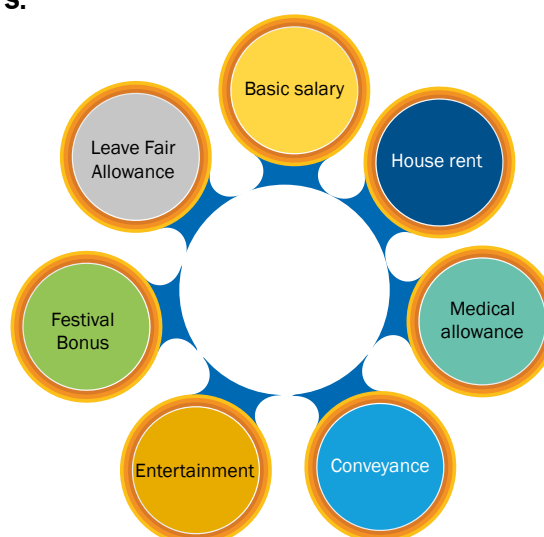 s.
Basic salary
House rent
Medical
allowance
Conveyance
Entertainment
Festival
Bonus
Leave Fair
Allowance